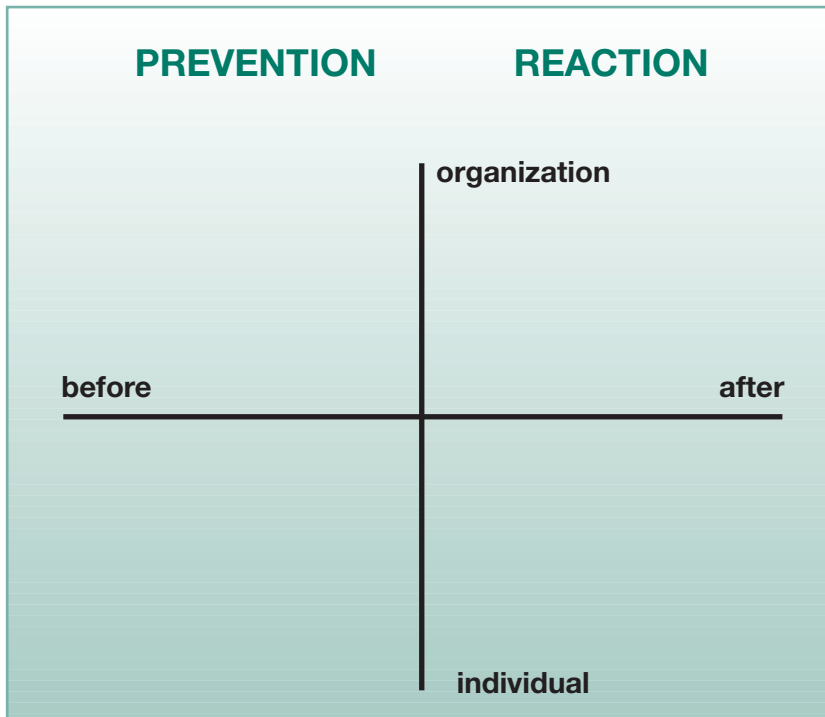 PREVENTION REACTION
organization
before after
individual